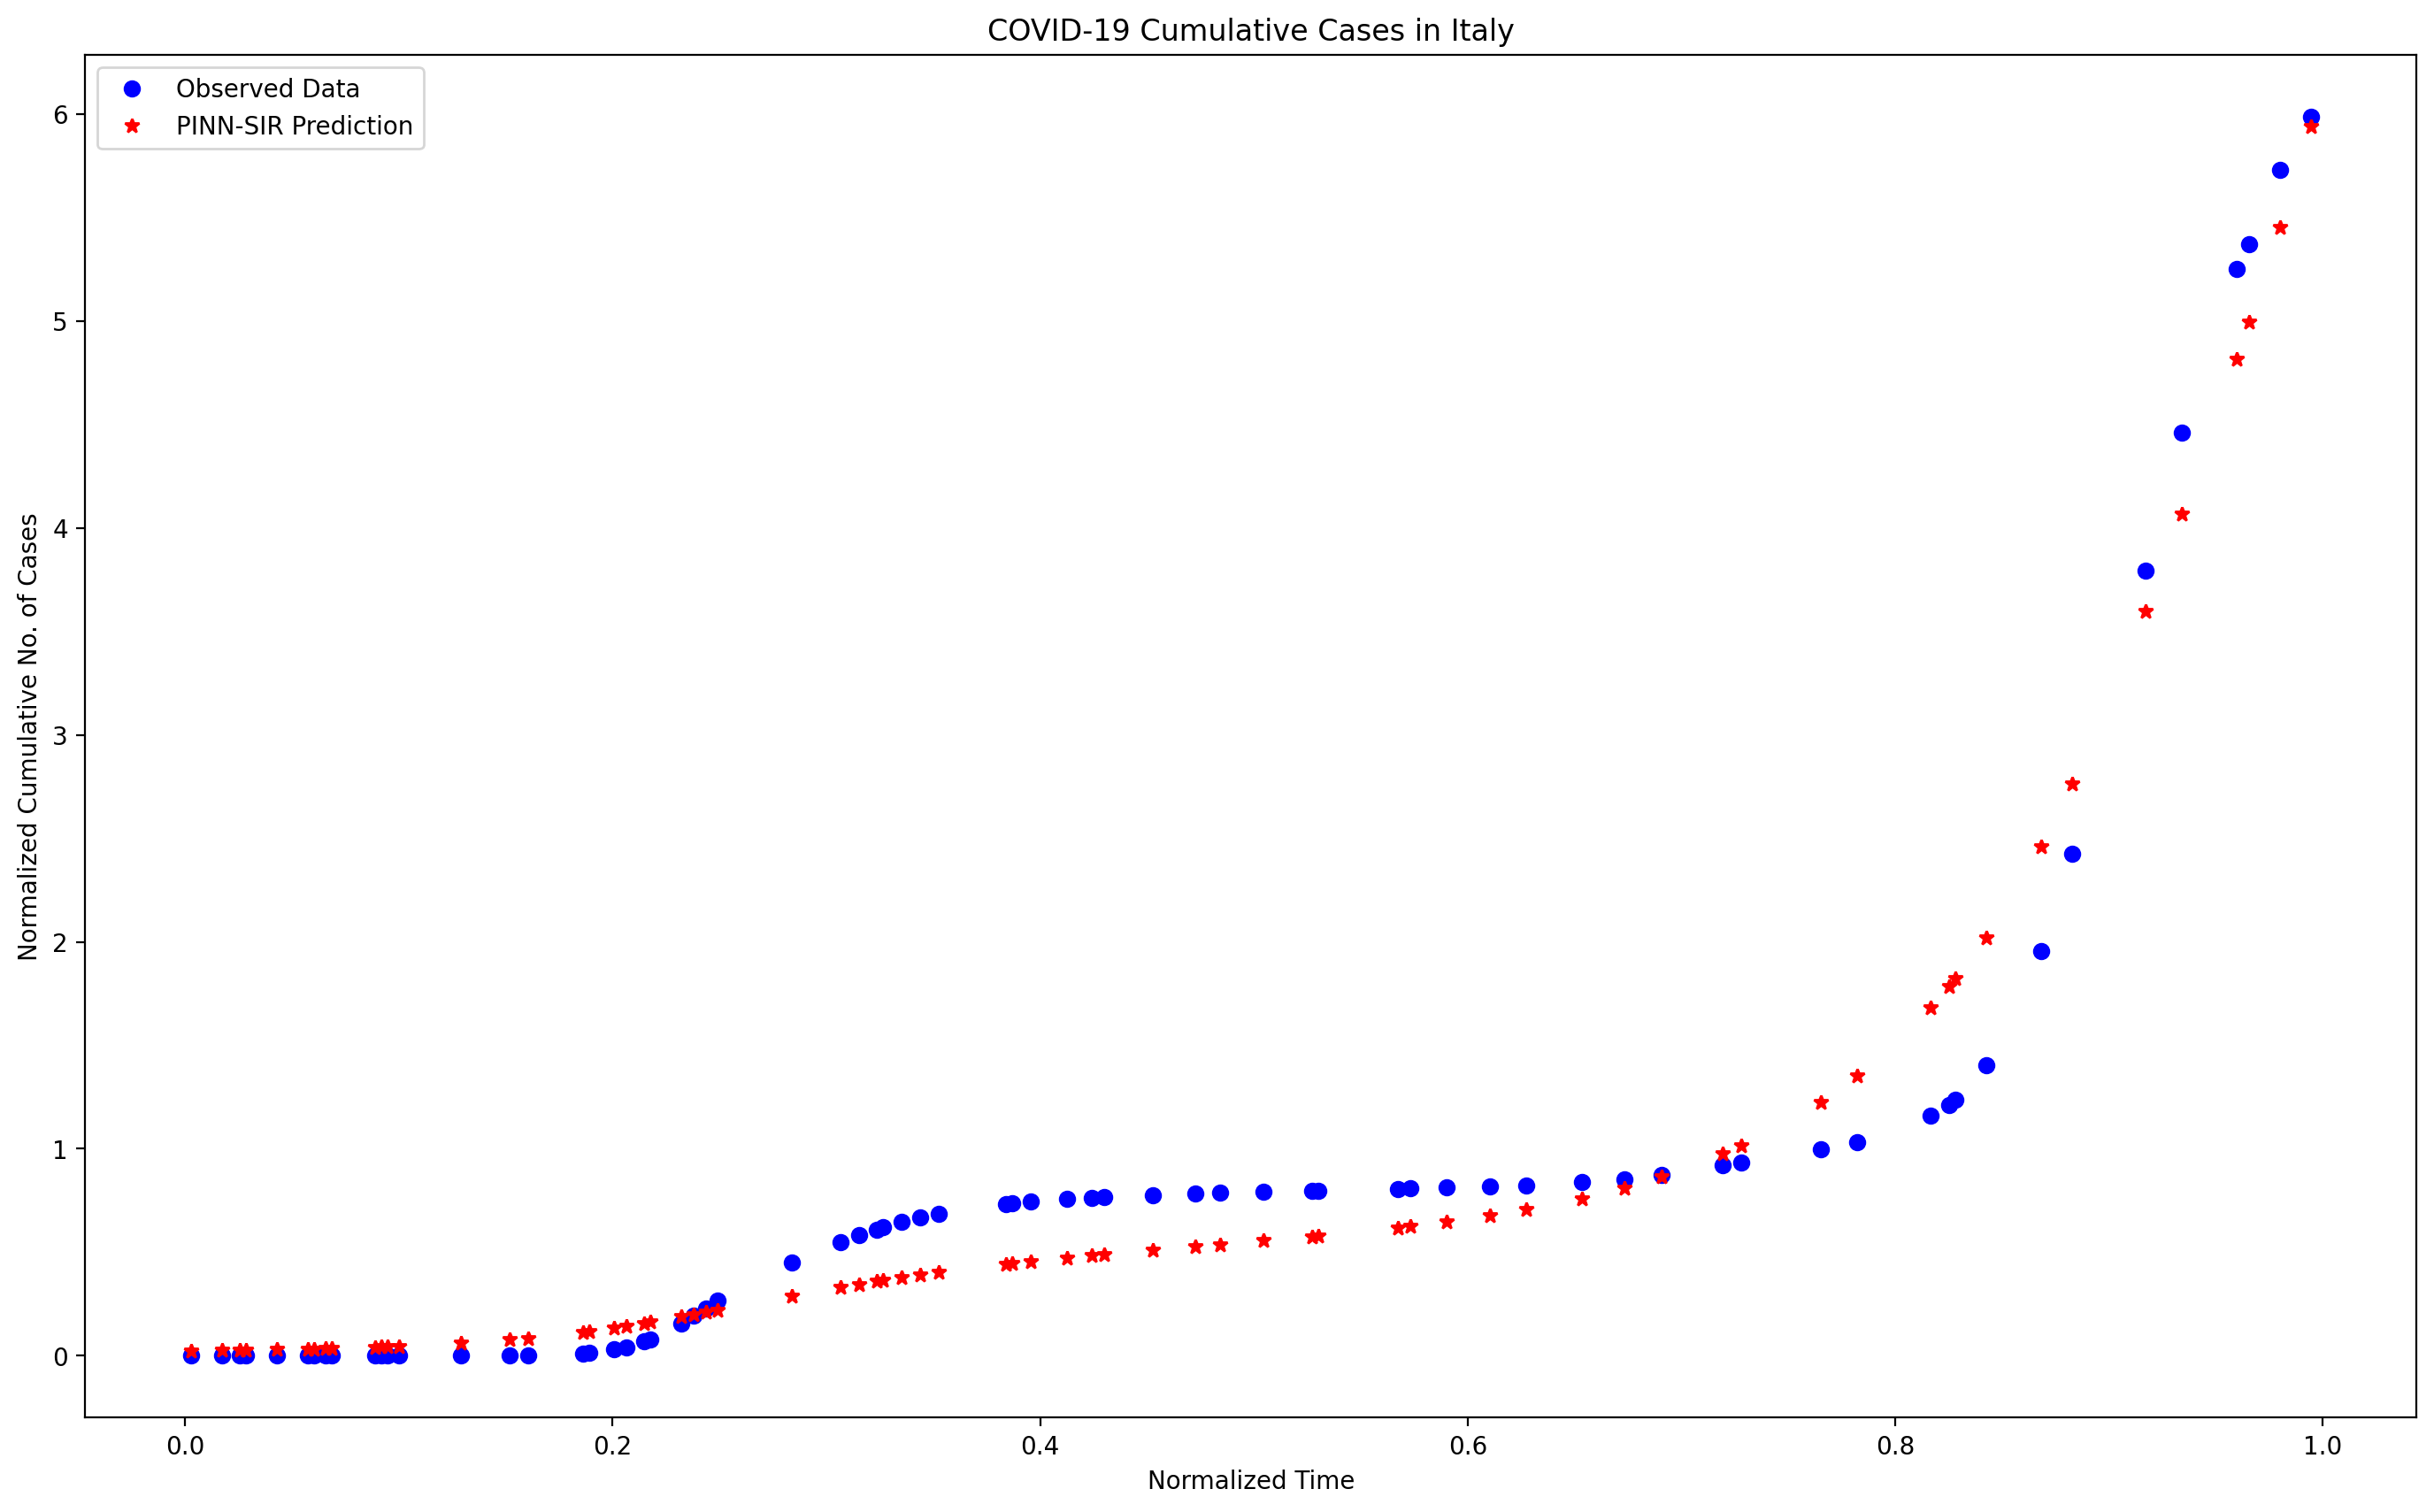 COVID-19 Cumulative Cases in Italy
Observed Data
PINN-SIR Prediction
Normalized Cumulative No. of Cases
6
5
4
3
2
1
0
0.0 0.2 0.4 0.6 0.8 1.0
Normalized Time